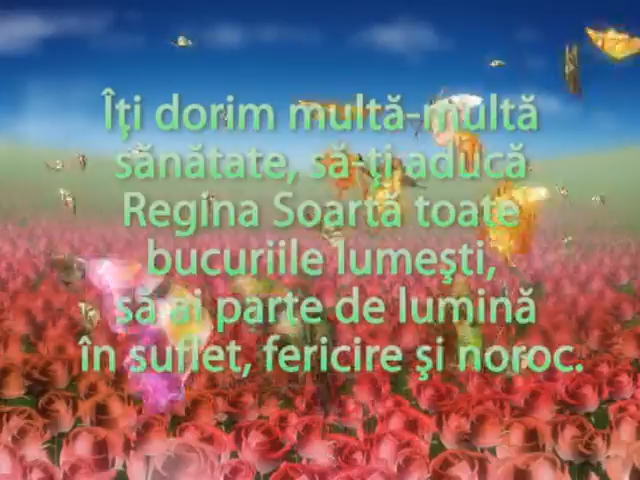 Îţi dorim multă-multă
sănătate, să-ţi aducă
Regina Soartă toate
bucuriile lumeşti,
să ai parte de lumină
în suflet, fericire şi noroc.